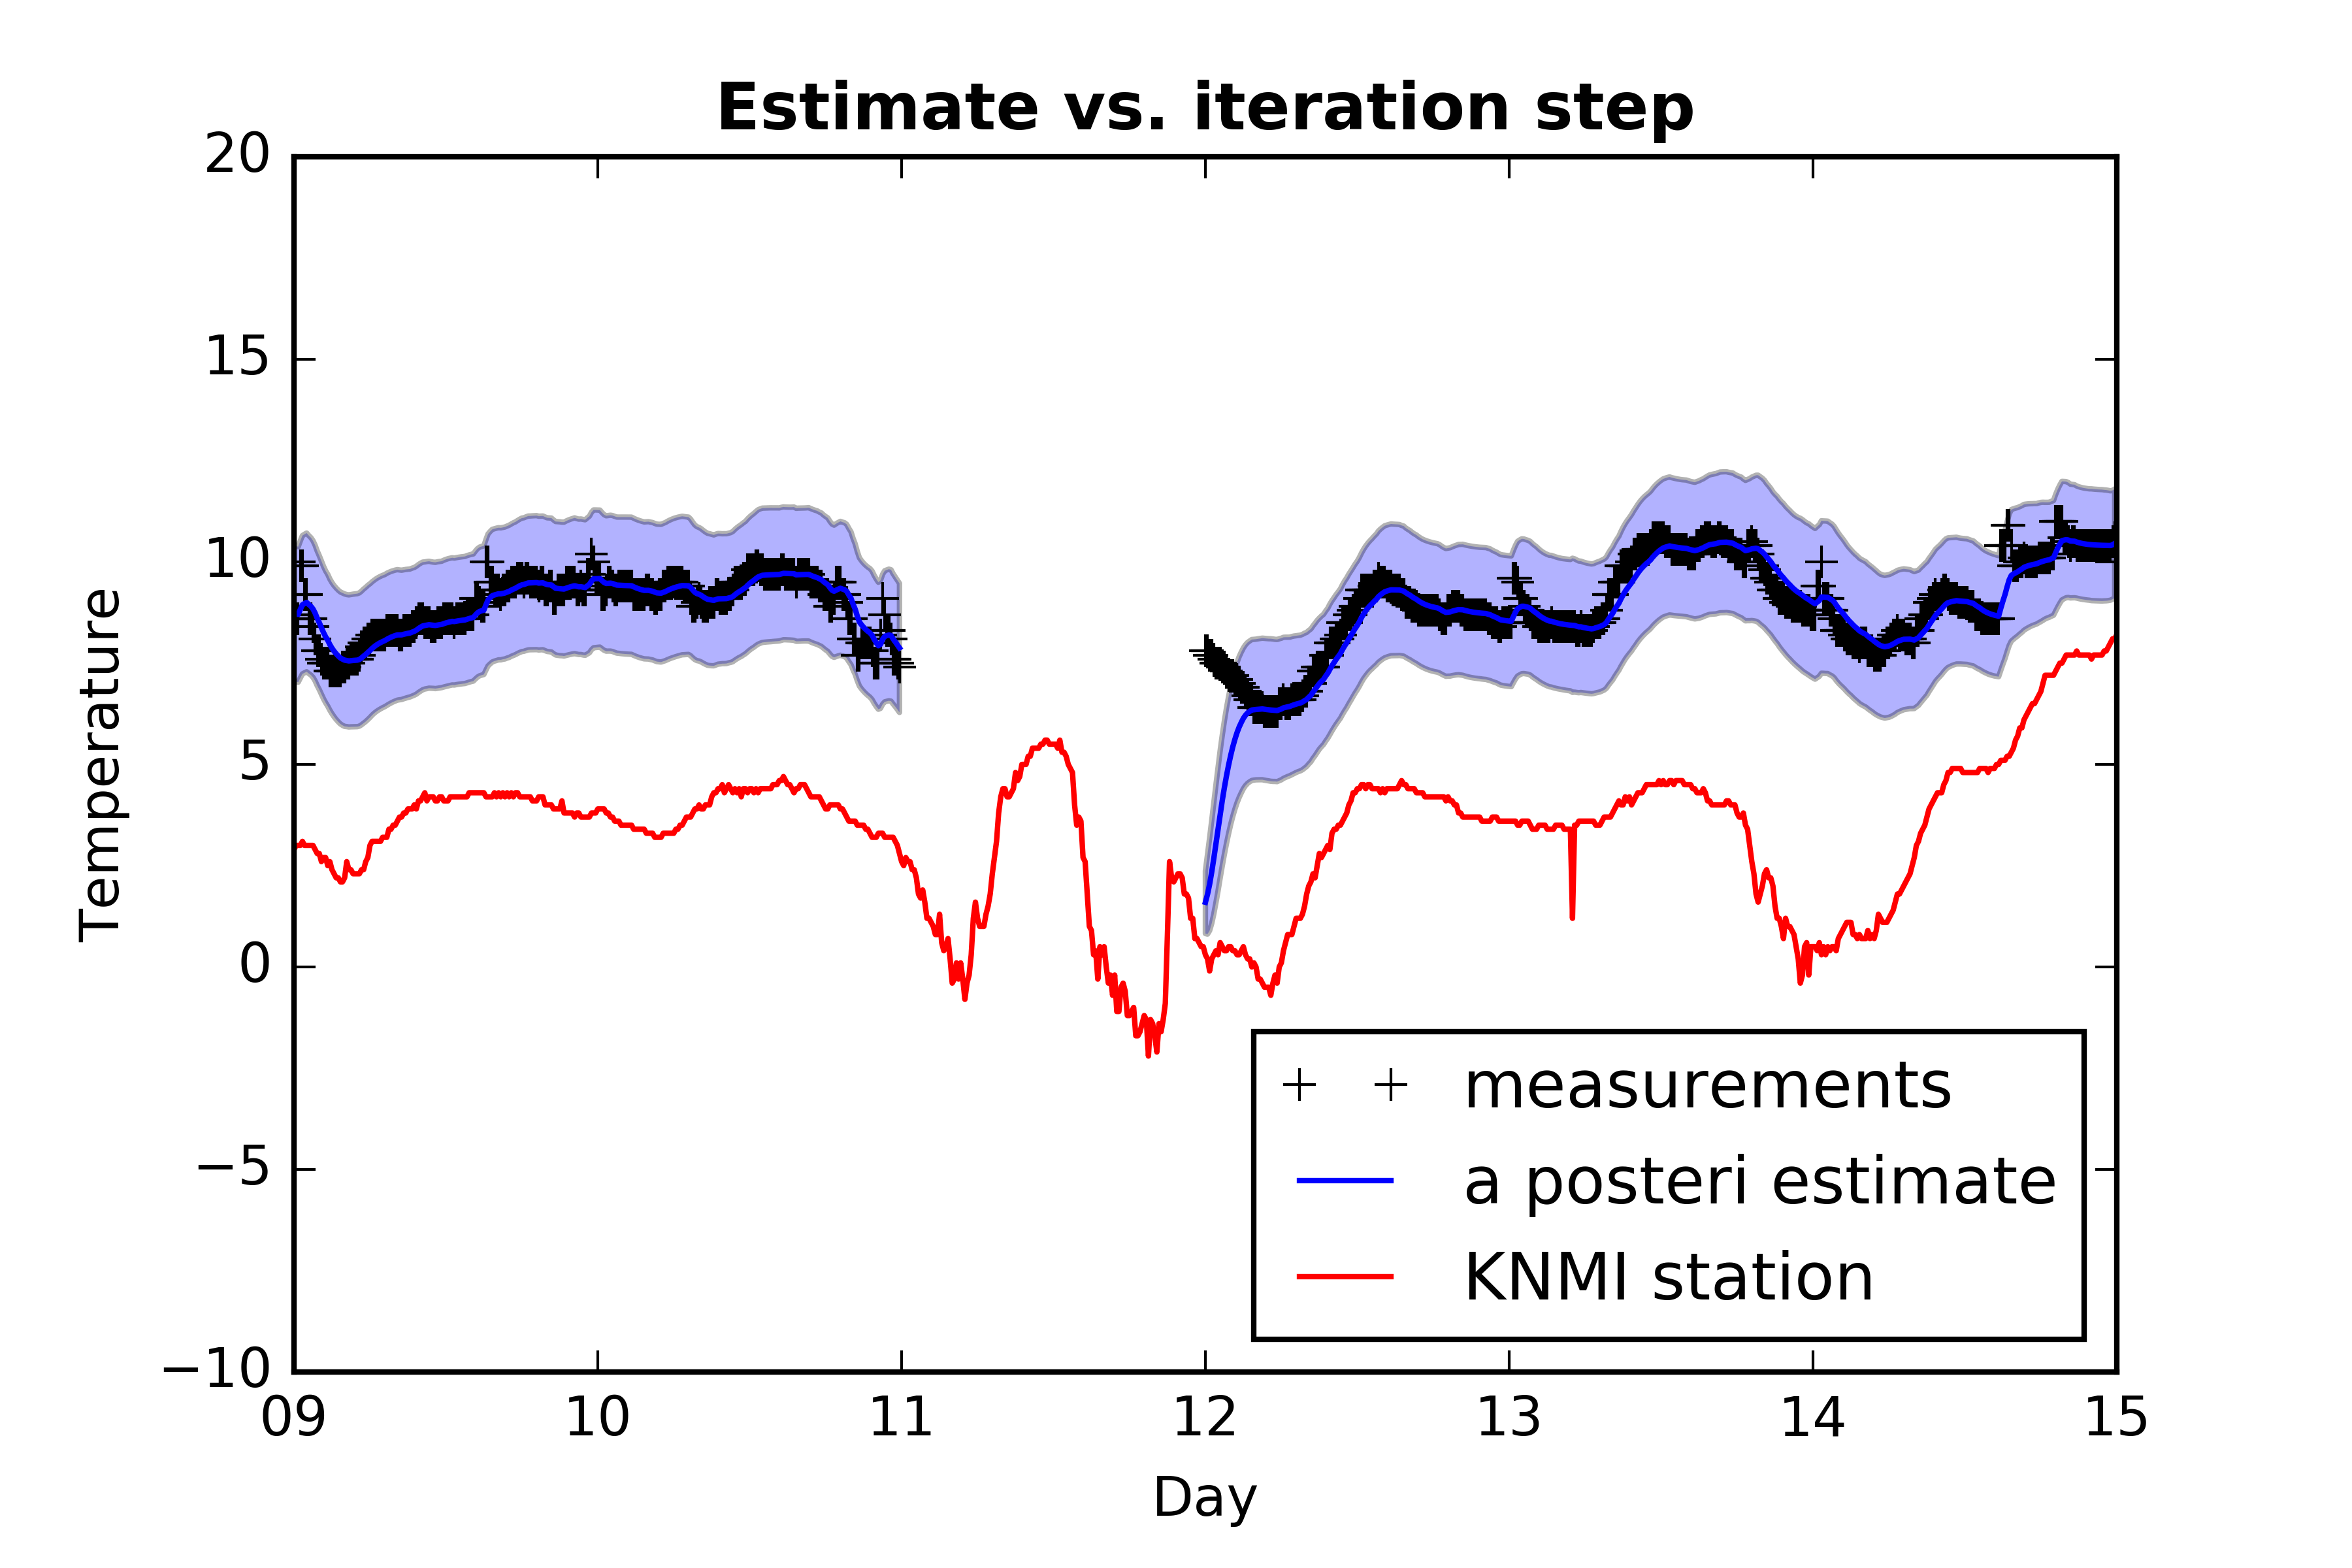 Estimate vs. iteration step
20
15
10
5
0
−5
−10
Temperature
measurements
a posteri estimate
KNMI station
09 10 11 12 13 14 15
Day